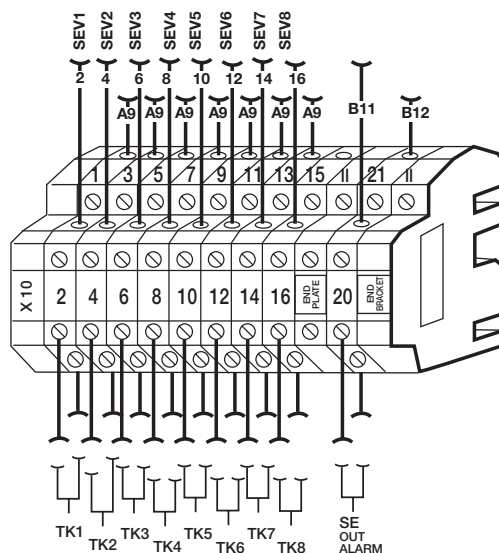 SEV1 SEV2 SEV3 SEV4 SEV5 SEV6 SEV7 SEV8
2 4 6 8 10 12 14 16
A9 A9 A9 A9 A9 A9 A9 B11 B12
1 3 5 7 9 11 13 15 II 21 II
X 10 2 4 6 8 10 12 14 16 END PLATE 20 END BRACKET
TK1 TK2 TK3 TK4 TK5 TK6 TK7 TK8
SE
OUT
ALARM